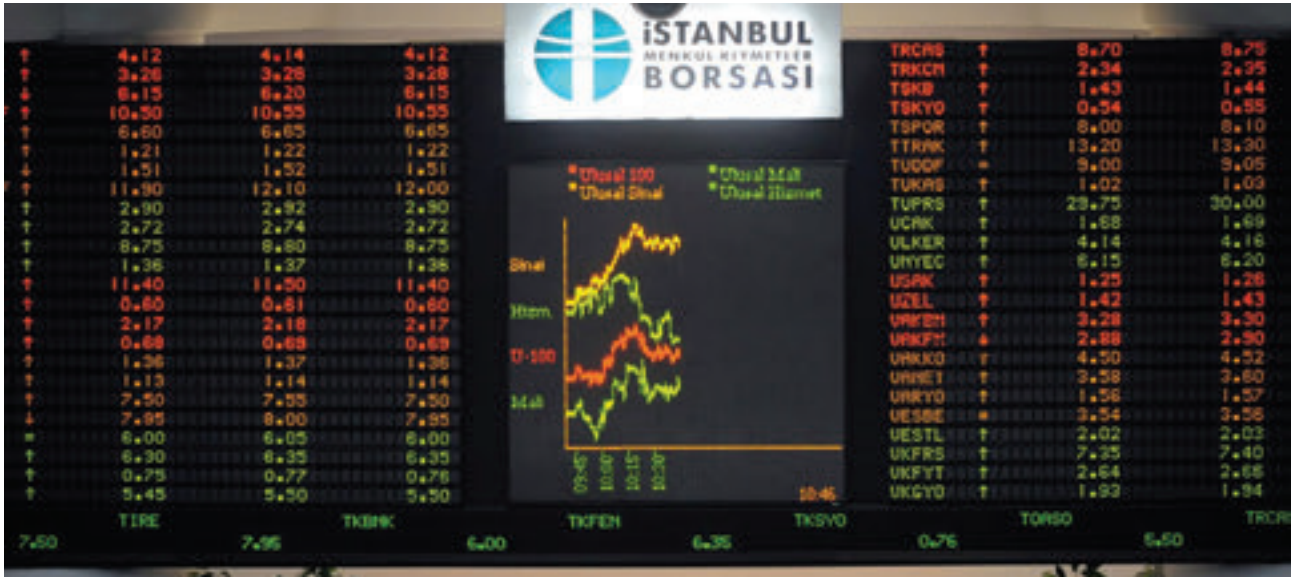 İSTANBUL
MENKUL KIYMETLER
BORSASI
↑ 4.12 4.14 4.12
↑ 3.26 3.28 3.28
↓ 6.15 6.20 6.15
↑ 10.50 10.55 10.55
↑ 6.60 6.65 6.65
↑ 1.21 1.22 1.22
↓ 1.51 1.52 1.51
↑ 11.90 12.10 12.00
↑ 2.90 2.92 2.90
↑ 2.72 2.74 2.72
↑ 8.75 8.80 8.75
↑ 1.36 1.37 1.36
↑ 11.40 11.50 11.40
↑ 0.60 0.61 0.60
↑ 2.17 2.18 2.17
↑ 0.68 0.69 0.69
↑ 1.36 1.37 1.36
↑ 1.13 1.14 1.14
↑ 7.50 7.55 7.50
↓ 7.95 8.00 7.95
= 6.00 6.05 6.00
↑ 6.30 6.35 6.35
↑ 0.75 0.77 0.76
↑ 5.45 5.50 5.50
Ulusal 100 Ulusal Mali
Ulusal Sinai Ulusal Hizmet
Sinai
Hizm.
U-100
Mali
09:45 10:00 10:15 10:30
10:46
TRCAS ↑ 8.70 8.75
TRKCM ↑ 2.34 2.35
TSKB ↑ 1.43 1.44
TSKYO ↑ 0.54 0.55
TSPOR ↑ 8.00 8.10
TTRAK ↑ 13.20 13.30
TUDDF = 9.00 9.05
TUKAS ↑ 1.02 1.03
TUPRS ↑ 29.75 30.00
UCAK ↑ 1.68 1.69
ULKER ↑ 4.14 4.16
UNYEC ↑ 6.15 6.20
USAK ↑ 1.25 1.26
UZEL ↑ 1.42 1.43
VAKBN ↑ 3.28 3.30
VAKFN 2.88 2.90
VAKKO 4.50 4.52
VANET ↑ 3.58 3.60
VARYO ↑ 1.56 1.57
VESBE = 3.54 3.56
VESTL ↑ 2.02 2.03
VKFRS ↑ 7.35 7.40
VKFYT ↑ 2.64 2.66
VKGYO ↑ 1.93 1.94
TIRE TKBNK TKFEN TKSYO TOASO TRCAS
7.50 7.95 6.00 6.35 0.76 5.50